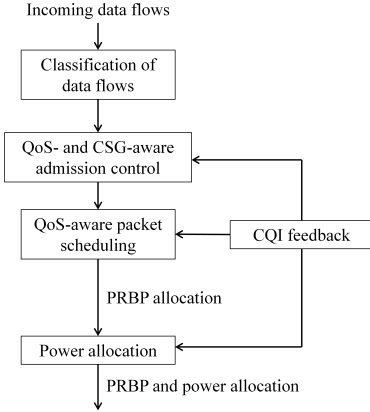 Incoming data flows
Classification of
data flows
QoS- and CSG-aware
admission control
QoS-aware packet
scheduling
CQI feedback
PRBP allocation
Power allocation
PRBP and power allocation